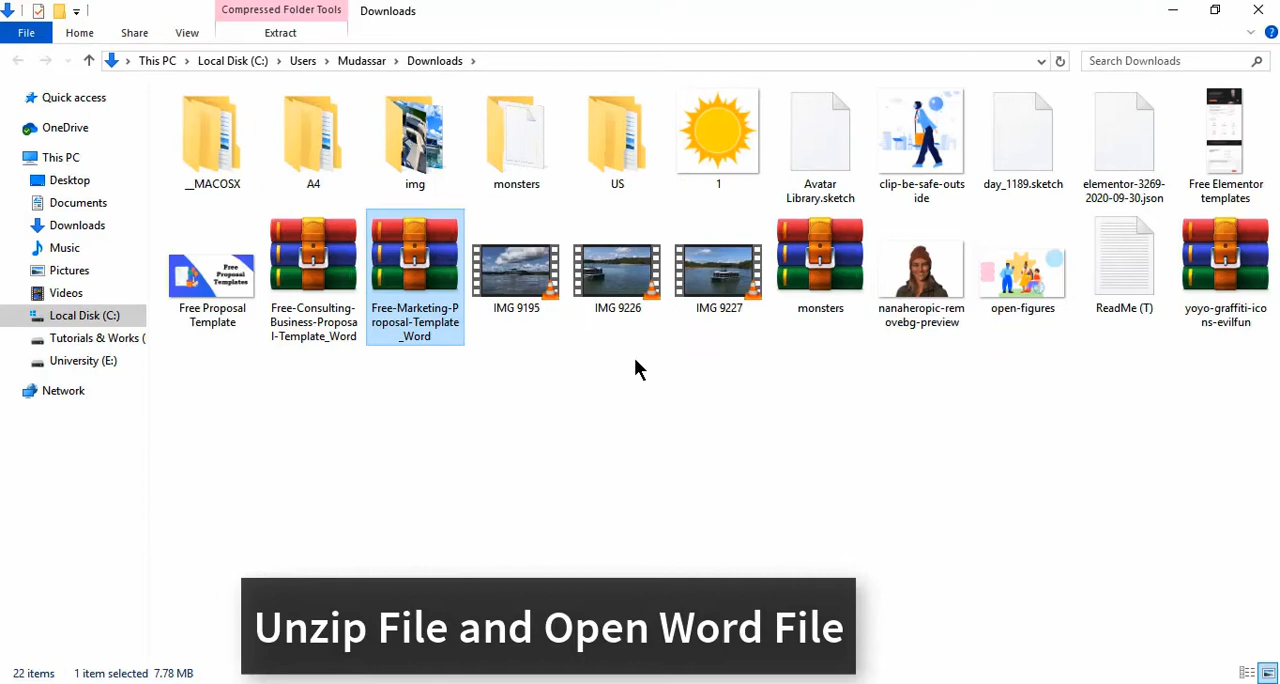 Compressed Folder Tools
Downloads
File
Home
Share
View
Extract
This PC
Local Disk (C:)
Users
Mudassar
Downloads
Search Downloads
Quick access
OneDrive
This PC
Desktop
Documents
Downloads
Music
Pictures
Videos
Local Disk (C:)
Tutorials & Works (
University (E:)
Network
__MACOSX
A4
img
monsters
US
1
Avatar
Library.sketch
clip-be-safe-outs
ide
day_1189.sketch
elementor-3269-
2020-09-30.json
Free Elementor
templates
Free
Proposal
Templates
Free Proposal
Template
Free-Consulting-
Business-Proposa
l-Template_Word
Free-Marketing-P
roposal-Template
_Word
IMG 9195
IMG 9226
IMG 9227
monsters
nanaheropic-rem
ovebg-preview
open-figures
ReadMe (T)
yoyo-graffiti-ico
ns-evilfun
Unzip File and Open Word File
22 items
1 item selected 7.78 MB